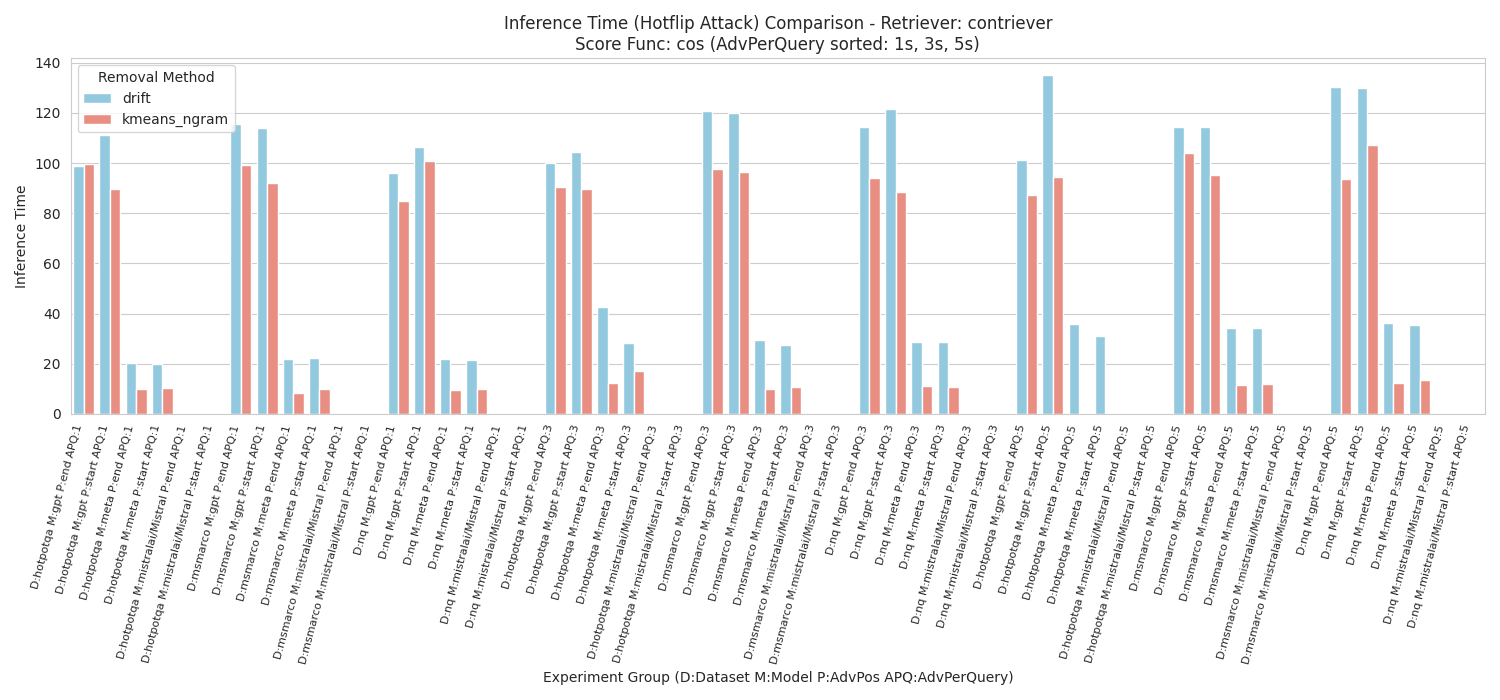 Inference Time (Hotflip Attack) Comparison - Retriever: contriever
Score Func: cos (AdvPerQuery sorted: 1s, 3s, 5s)
Removal Method
drift
kmeans_ngram
Inference Time
140
120
100
80
60
40
20
0
D:hotpotqa M:gpt P:end APQ:1
D:hotpotqa M:gpt P:start APQ:1
D:hotpotqa M:meta P:end APQ:1
D:hotpotqa M:meta P:start APQ:1
D:hotpotqa M:mistralai/Mistral P:end APQ:1
D:hotpotqa M:mistralai/Mistral P:start APQ:1
D:msmarco M:gpt P:end APQ:1
D:msmarco M:gpt P:start APQ:1
D:msmarco M:meta P:end APQ:1
D:msmarco M:meta P:start APQ:1
D:msmarco M:mistralai/Mistral P:end APQ:1
D:msmarco M:mistralai/Mistral P:start APQ:1
D:nq M:gpt P:end APQ:1
D:nq M:gpt P:start APQ:1
D:nq M:meta P:end APQ:1
D:nq M:meta P:start APQ:1
D:nq M:mistralai/Mistral P:end APQ:1
D:nq M:mistralai/Mistral P:start APQ:1
D:hotpotqa M:gpt P:end APQ:3
D:hotpotqa M:gpt P:start APQ:3
D:hotpotqa M:meta P:end APQ:3
D:hotpotqa M:meta P:start APQ:3
D:hotpotqa M:mistralai/Mistral P:end APQ:3
D:hotpotqa M:mistralai/Mistral P:start APQ:3
D:msmarco M:gpt P:end APQ:3
D:msmarco M:gpt P:start APQ:3
D:msmarco M:meta P:end APQ:3
D:msmarco M:meta P:start APQ:3
D:msmarco M:mistralai/Mistral P:end APQ:3
D:msmarco M:mistralai/Mistral P:start APQ:3
D:nq M:gpt P:end APQ:3
D:nq M:gpt P:start APQ:3
D:nq M:meta P:end APQ:3
D:nq M:meta P:start APQ:3
D:nq M:mistralai/Mistral P:end APQ:3
D:nq M:mistralai/Mistral P:start APQ:3
D:hotpotqa M:gpt P:end APQ:5
D:hotpotqa M:gpt P:start APQ:5
D:hotpotqa M:meta P:end APQ:5
D:hotpotqa M:meta P:start APQ:5
D:hotpotqa M:mistralai/Mistral P:end APQ:5
D:hotpotqa M:mistralai/Mistral P:start APQ:5
D:msmarco M:gpt P:end APQ:5
D:msmarco M:gpt P:start APQ:5
D:msmarco M:meta P:end APQ:5
D:msmarco M:meta P:start APQ:5
D:msmarco M:mistralai/Mistral P:end APQ:5
D:msmarco M:mistralai/Mistral P:start APQ:5
D:nq M:gpt P:end APQ:5
D:nq M:gpt P:start APQ:5
D:nq M:meta P:end APQ:5
D:nq M:meta P:start APQ:5
D:nq M:mistralai/Mistral P:end APQ:5
D:nq M:mistralai/Mistral P:start APQ:5
Experiment Group (D:Dataset M:Model P:AdvPos APQ:AdvPerQuery)